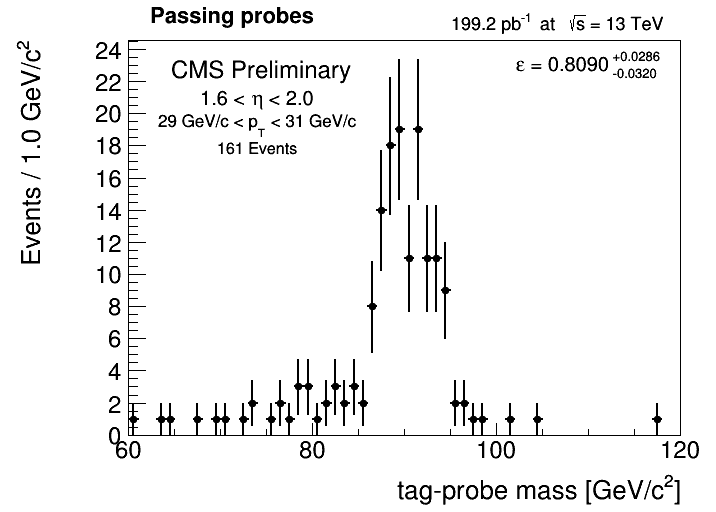 Passing probes
199.2 pb⁻¹ at √s = 13 TeV
CMS Preliminary
1.6 < η < 2.0
29 GeV/c < p_T < 31 GeV/c
161 Events
ε = 0.8090 +0.0286 -0.0320
Events / 1.0 GeV/c²
24
22
20
18
16
14
12
10
8
6
4
2
0
60 80 100 120
tag-probe mass [GeV/c²]